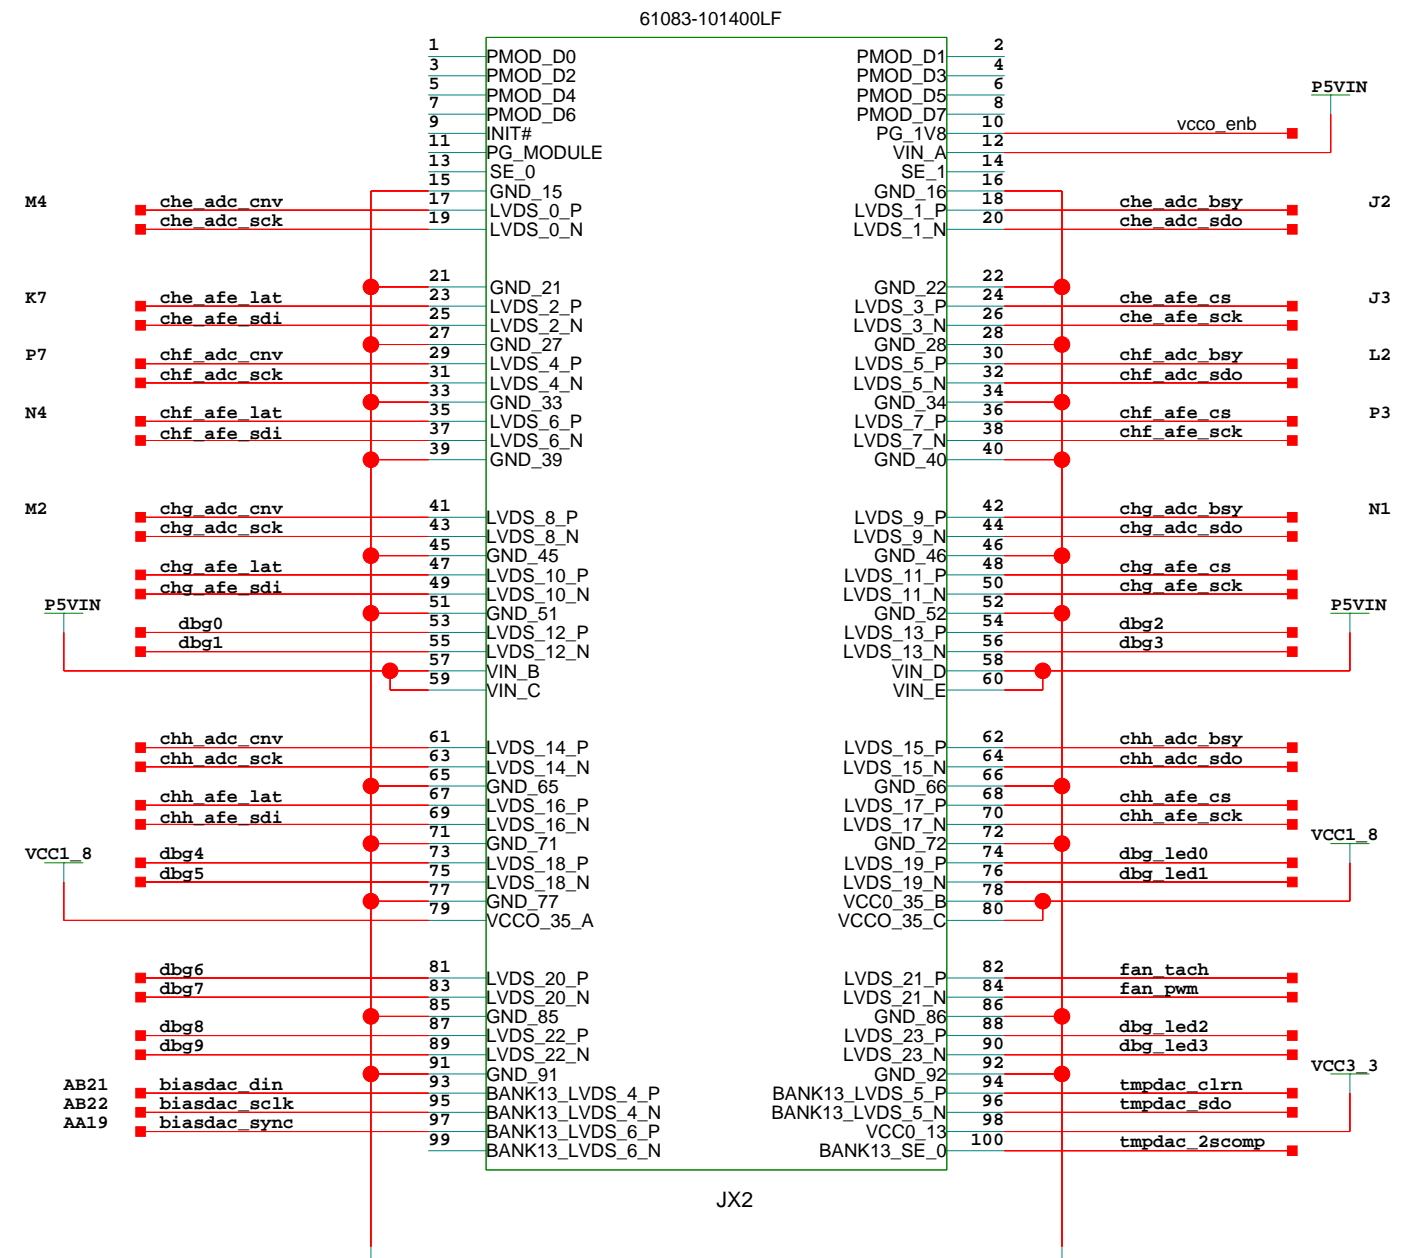 61083-101400LF
1 PMOD_D0 PMOD_D1 2
3 PMOD_D2 PMOD_D3 4
5 PMOD_D4 PMOD_D5 6 P5VIN
7 PMOD_D6 PMOD_D7 8
9 INIT# PG_1V8 10 vcco_enb
11 PG_MODULE VIN_A 12
13 SE_0 SE_1 14
15 GND_15 GND_16 16
M4 che_adc_cnv 17 LVDS_0_P LVDS_1_P 18 che_adc_bsy J2
che_adc_sck 19 LVDS_0_N LVDS_1_N 20 che_adc_sdo
21 GND_21 GND_22 22
K7 che_afe_lat 23 LVDS_2_P LVDS_3_P 24 che_afe_cs J3
che_afe_sdi 25 LVDS_2_N LVDS_3_N 26 che_afe_sck
27 GND_27 GND_28 28
P7 chf_adc_cnv 29 LVDS_4_P LVDS_5_P 30 chf_adc_bsy L2
chf_adc_sck 31 LVDS_4_N LVDS_5_N 32 chf_adc_sdo
33 GND_33 GND_34 34
N4 chf_afe_lat 35 LVDS_6_P LVDS_7_P 36 chf_afe_cs P3
chf_afe_sdi 37 LVDS_6_N LVDS_7_N 38 chf_afe_sck
39 GND_39 GND_40 40
M2 chg_adc_cnv 41 LVDS_8_P LVDS_9_P 42 chg_adc_bsy N1
chg_adc_sck 43 LVDS_8_N LVDS_9_N 44 chg_adc_sdo
45 GND_45 GND_46 46
chg_afe_lat 47 LVDS_10_P LVDS_11_P 48 chg_afe_cs
chg_afe_sdi 49 LVDS_10_N LVDS_11_N 50 chg_afe_sck
P5VIN 51 GND_51 GND_52 52 P5VIN
dbg0 53 LVDS_12_P LVDS_13_P 54 dbg2
dbg1 55 LVDS_12_N LVDS_13_N 56 dbg3
57 VIN_B VIN_D 58
59 VIN_C VIN_E 60
chh_adc_cnv 61 LVDS_14_P LVDS_15_P 62 chh_adc_bsy
chh_adc_sck 63 LVDS_14_N LVDS_15_N 64 chh_adc_sdo
65 GND_65 GND_66 66
chh_afe_lat 67 LVDS_16_P LVDS_17_P 68 chh_afe_cs
chh_afe_sdi 69 LVDS_16_N LVDS_17_N 70 chh_afe_sck
71 GND_71 GND_72 72 VCC1_8
VCC1_8 dbg4 73 LVDS_18_P LVDS_19_P 74 dbg_led0
dbg5 75 LVDS_18_N LVDS_19_N 76 dbg_led1
77 GND_77 VCC0_35_B 78
79 VCCO_35_A VCCO_35_C 80
dbg6 81 LVDS_20_P LVDS_21_P 82 fan_tach
dbg7 83 LVDS_20_N LVDS_21_N 84 fan_pwm
85 GND_85 GND_86 86
dbg8 87 LVDS_22_P LVDS_23_P 88 dbg_led2
dbg9 89 LVDS_22_N LVDS_23_N 90 dbg_led3
91 GND_91 GND_92 92 VCC3_3
AB21 biasdac_din 93 BANK13_LVDS_4_P BANK13_LVDS_5_P 94 tmpdac_clrn
AB22 biasdac_sclk 95 BANK13_LVDS_4_N BANK13_LVDS_5_N 96 tmpdac_sdo
AA19 biasdac_sync 97 BANK13_LVDS_6_P VCC0_13 98
99 BANK13_LVDS_6_N BANK13_SE_0 100 tmpdac_2scomp
JX2